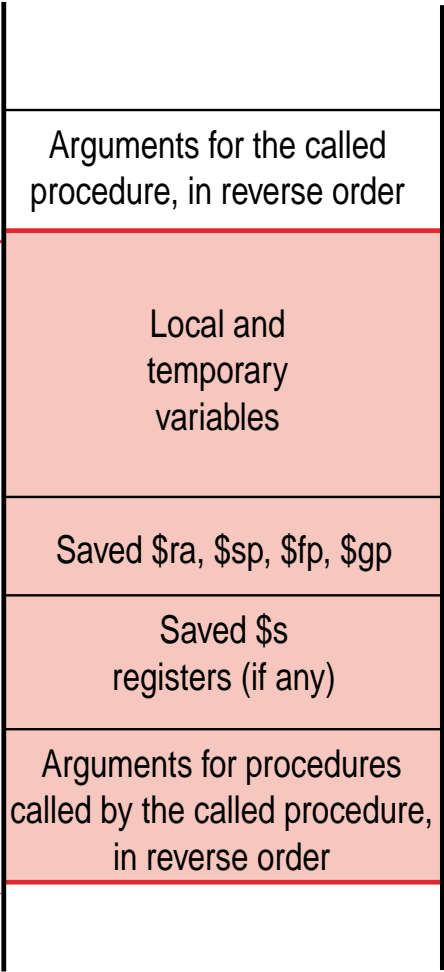 Arguments for the called
procedure, in reverse order
Local and
temporary
variables
Saved $ra, $sp, $fp, $gp
Saved $s
registers (if any)
Arguments for procedures
called by the called procedure,
in reverse order